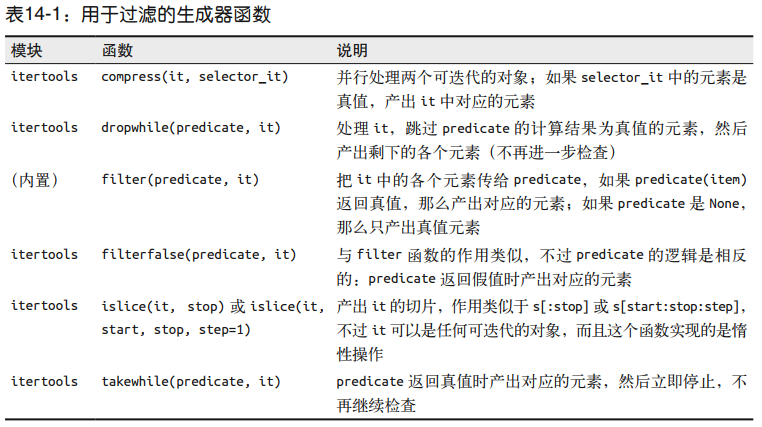 表14-1：用于过滤的生成器函数
模块 函数 说明
itertools compress(it, selector_it) 并行处理两个可迭代的对象；如果 selector_it 中的元素是
真值，产出 it 中对应的元素
itertools dropwhile(predicate, it) 处理 it，跳过 predicate 的计算结果为真值的元素，然后
产出剩下的各个元素（不再进一步检查）
（内置） filter(predicate, it) 把 it 中的各个元素传给 predicate，如果 predicate(item)
返回真值，那么产出对应的元素；如果 predicate 是 None，
那么只产出真值元素
itertools filterfalse(predicate, it) 与 filter 函数的作用类似，不过 predicate 的逻辑是相反
的：predicate 返回假值时产出对应的元素
itertools islice(it, stop) 或 islice(it, 产出 it 的切片，作用类似于 s[:stop] 或 s[start:stop:step]，
start, stop, step=1) 不过 it 可以是任何可迭代的对象，而且这个函数实现的是惰
性操作
itertools takewhile(predicate, it) predicate 返回真值时产出对应的元素，然后立即停止，不
再继续检查